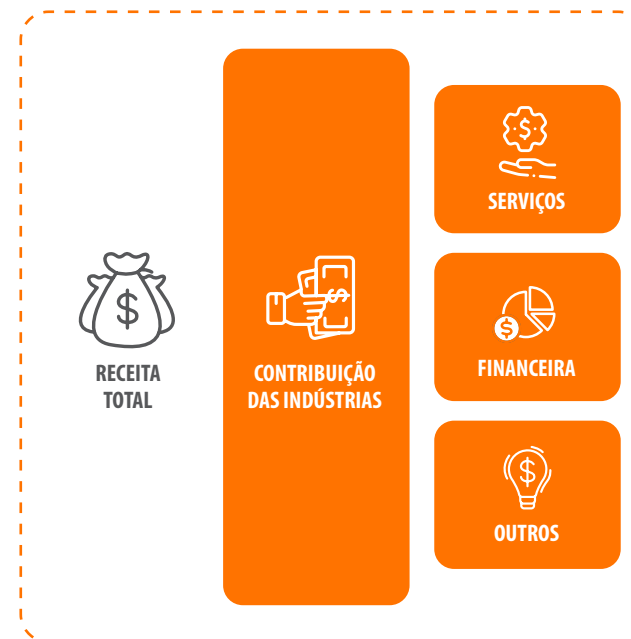 RECEITA
TOTAL
CONTRIBUIÇÃO
DAS INDÚSTRIAS
SERVIÇOS
FINANCEIRA
OUTROS